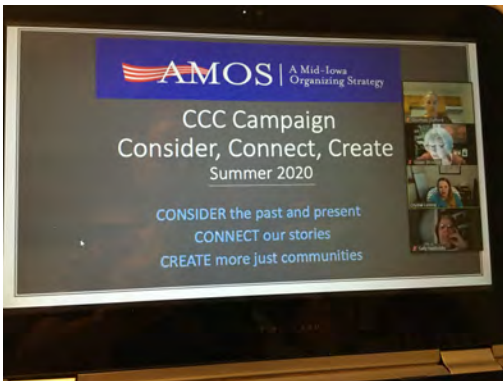 AMOS
A Mid-Iowa
Organizing Strategy
CCC Campaign
Consider, Connect, Create
Summer 2020
CONSIDER the past and present
CONNECT our stories
CREATE more just communities